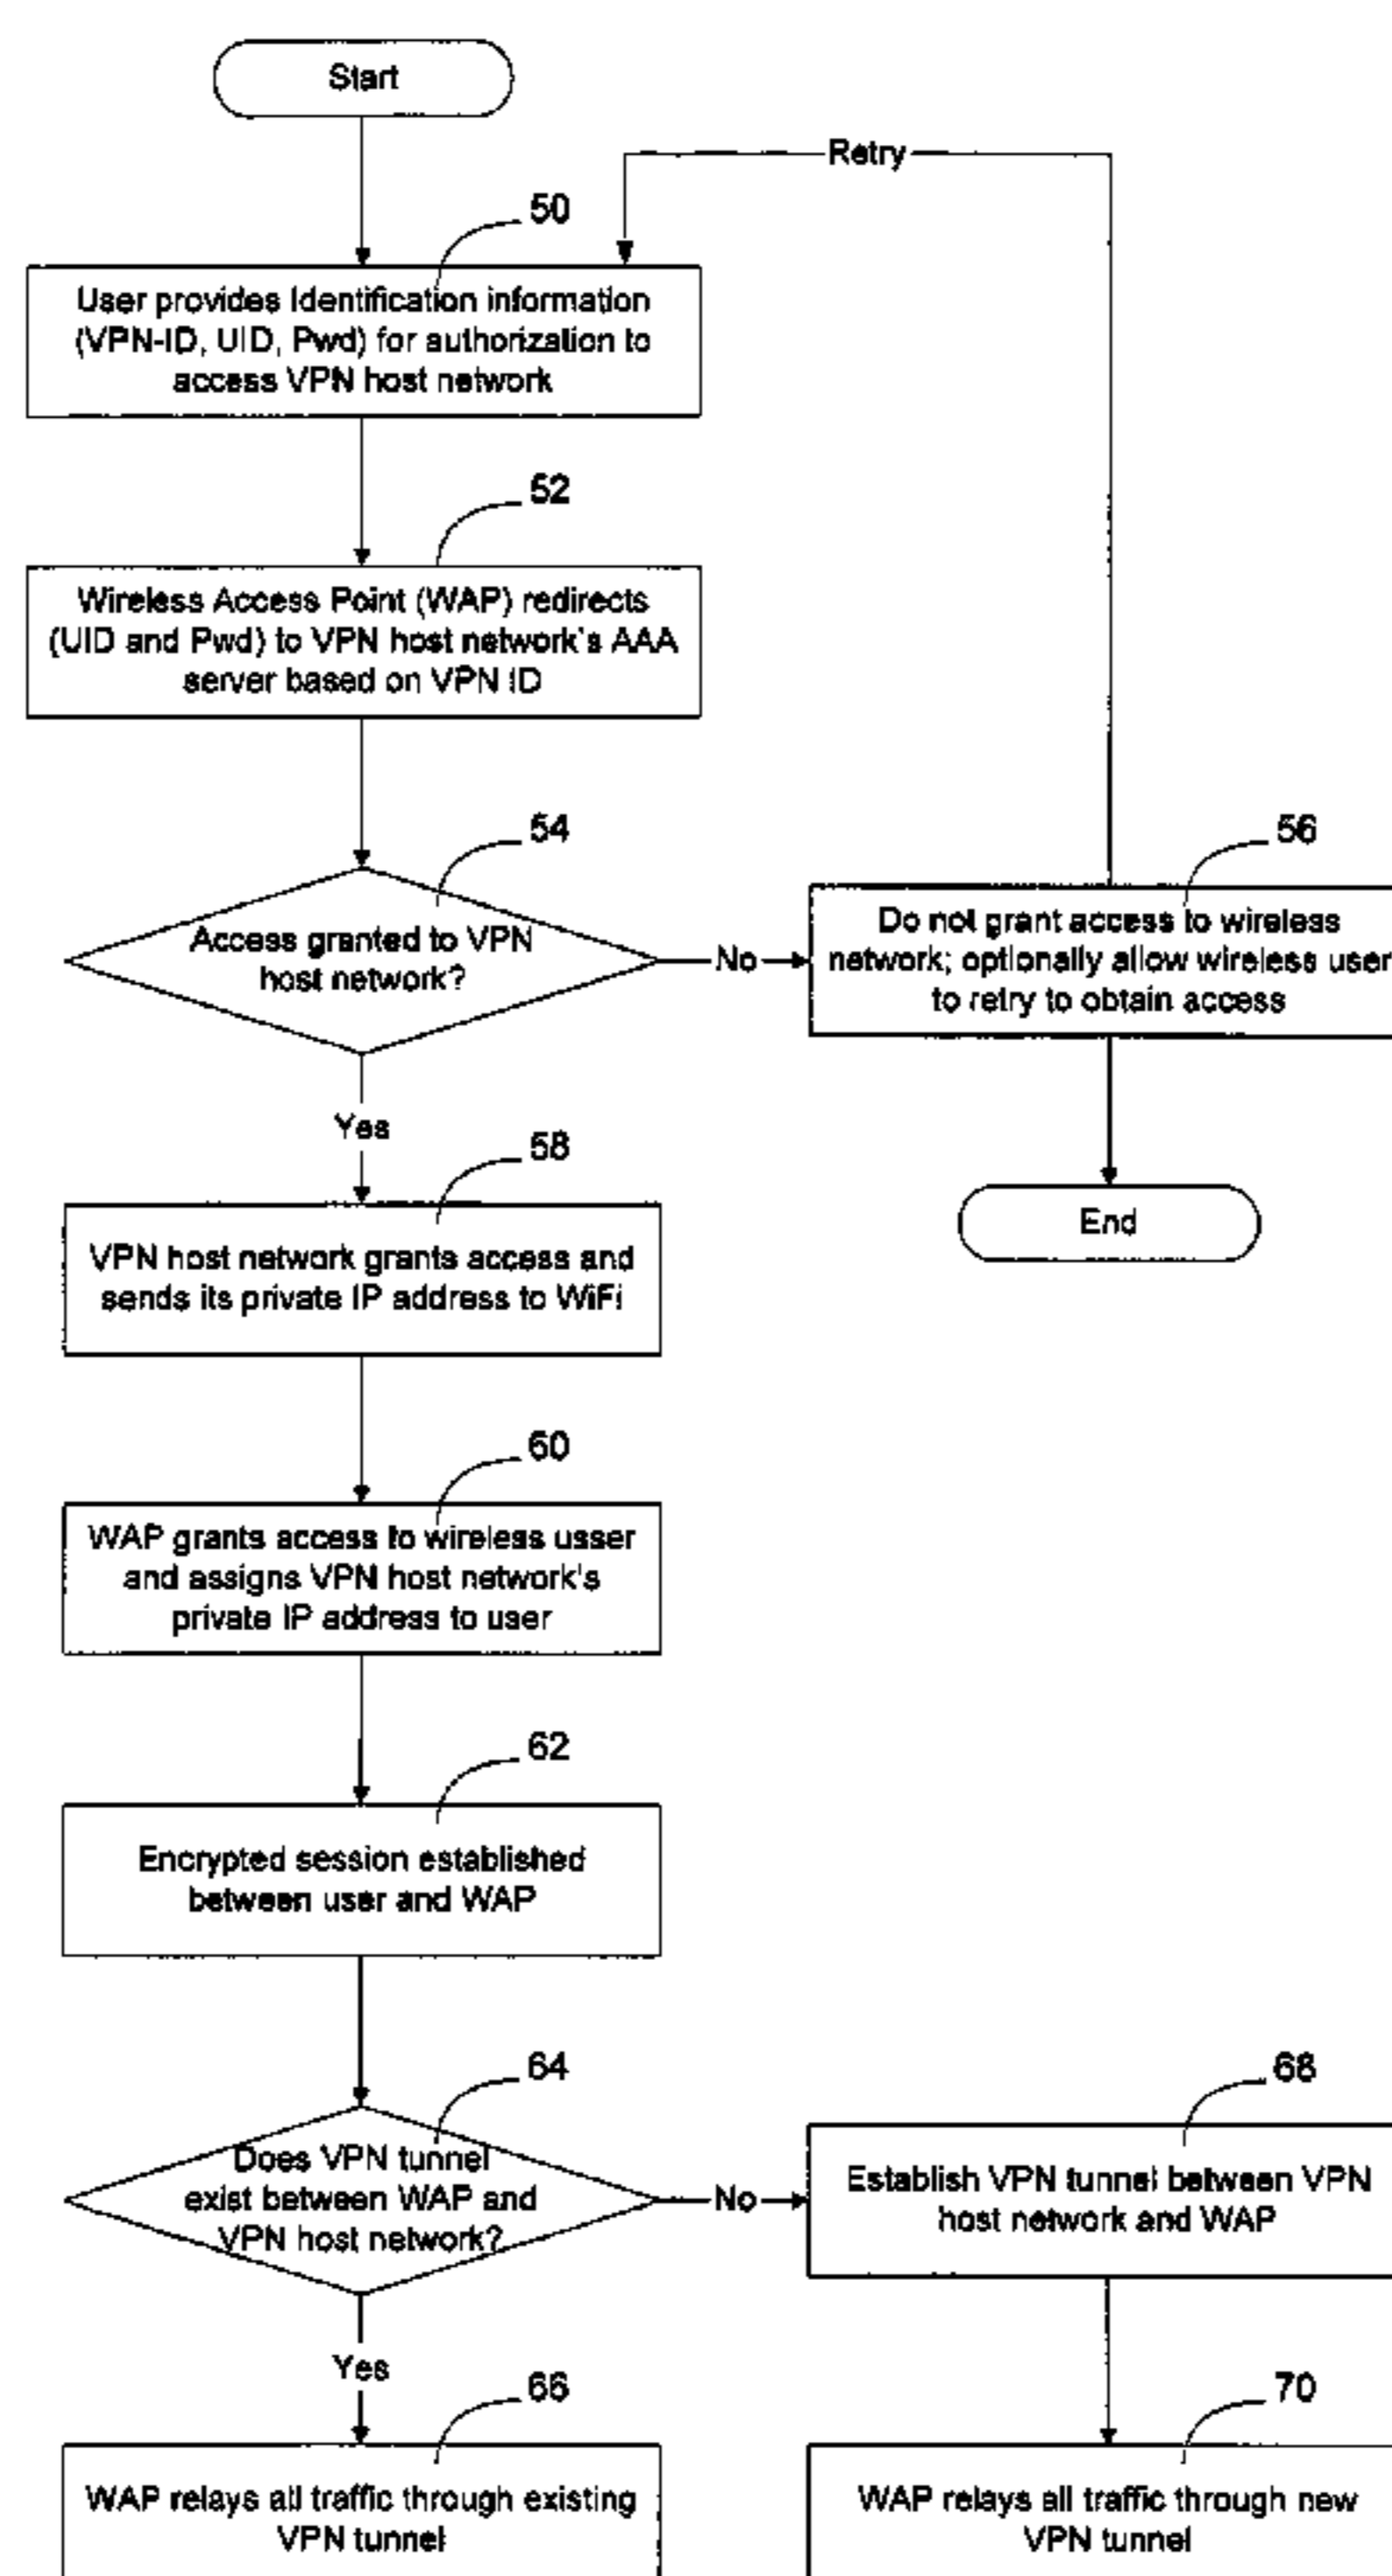 Start
Retry
50
User provides Identification information
(VPN-ID, UID, Pwd) for authorization to
access VPN host network
52
Wireless Access Point (WAP) redirects
(UID and Pwd) to VPN host network's AAA
server based on VPN ID
54
Access granted to VPN
host network?
No
56
Do not grant access to wireless
network; optionally allow wireless user
to retry to obtain access
Yes
End
58
VPN host network grants access and
sends its private IP address to WiFi
60
WAP grants access to wireless usser
and assigns VPN host network's
private IP address to user
62
Encrypted session established
between user and WAP
64
Does VPN tunnel
exist between WAP and
VPN host network?
No
68
Establish VPN tunnel between VPN
host network and WAP
Yes
66
WAP relays all traffic through existing
VPN tunnel
70
WAP relays all traffic through new
VPN tunnel